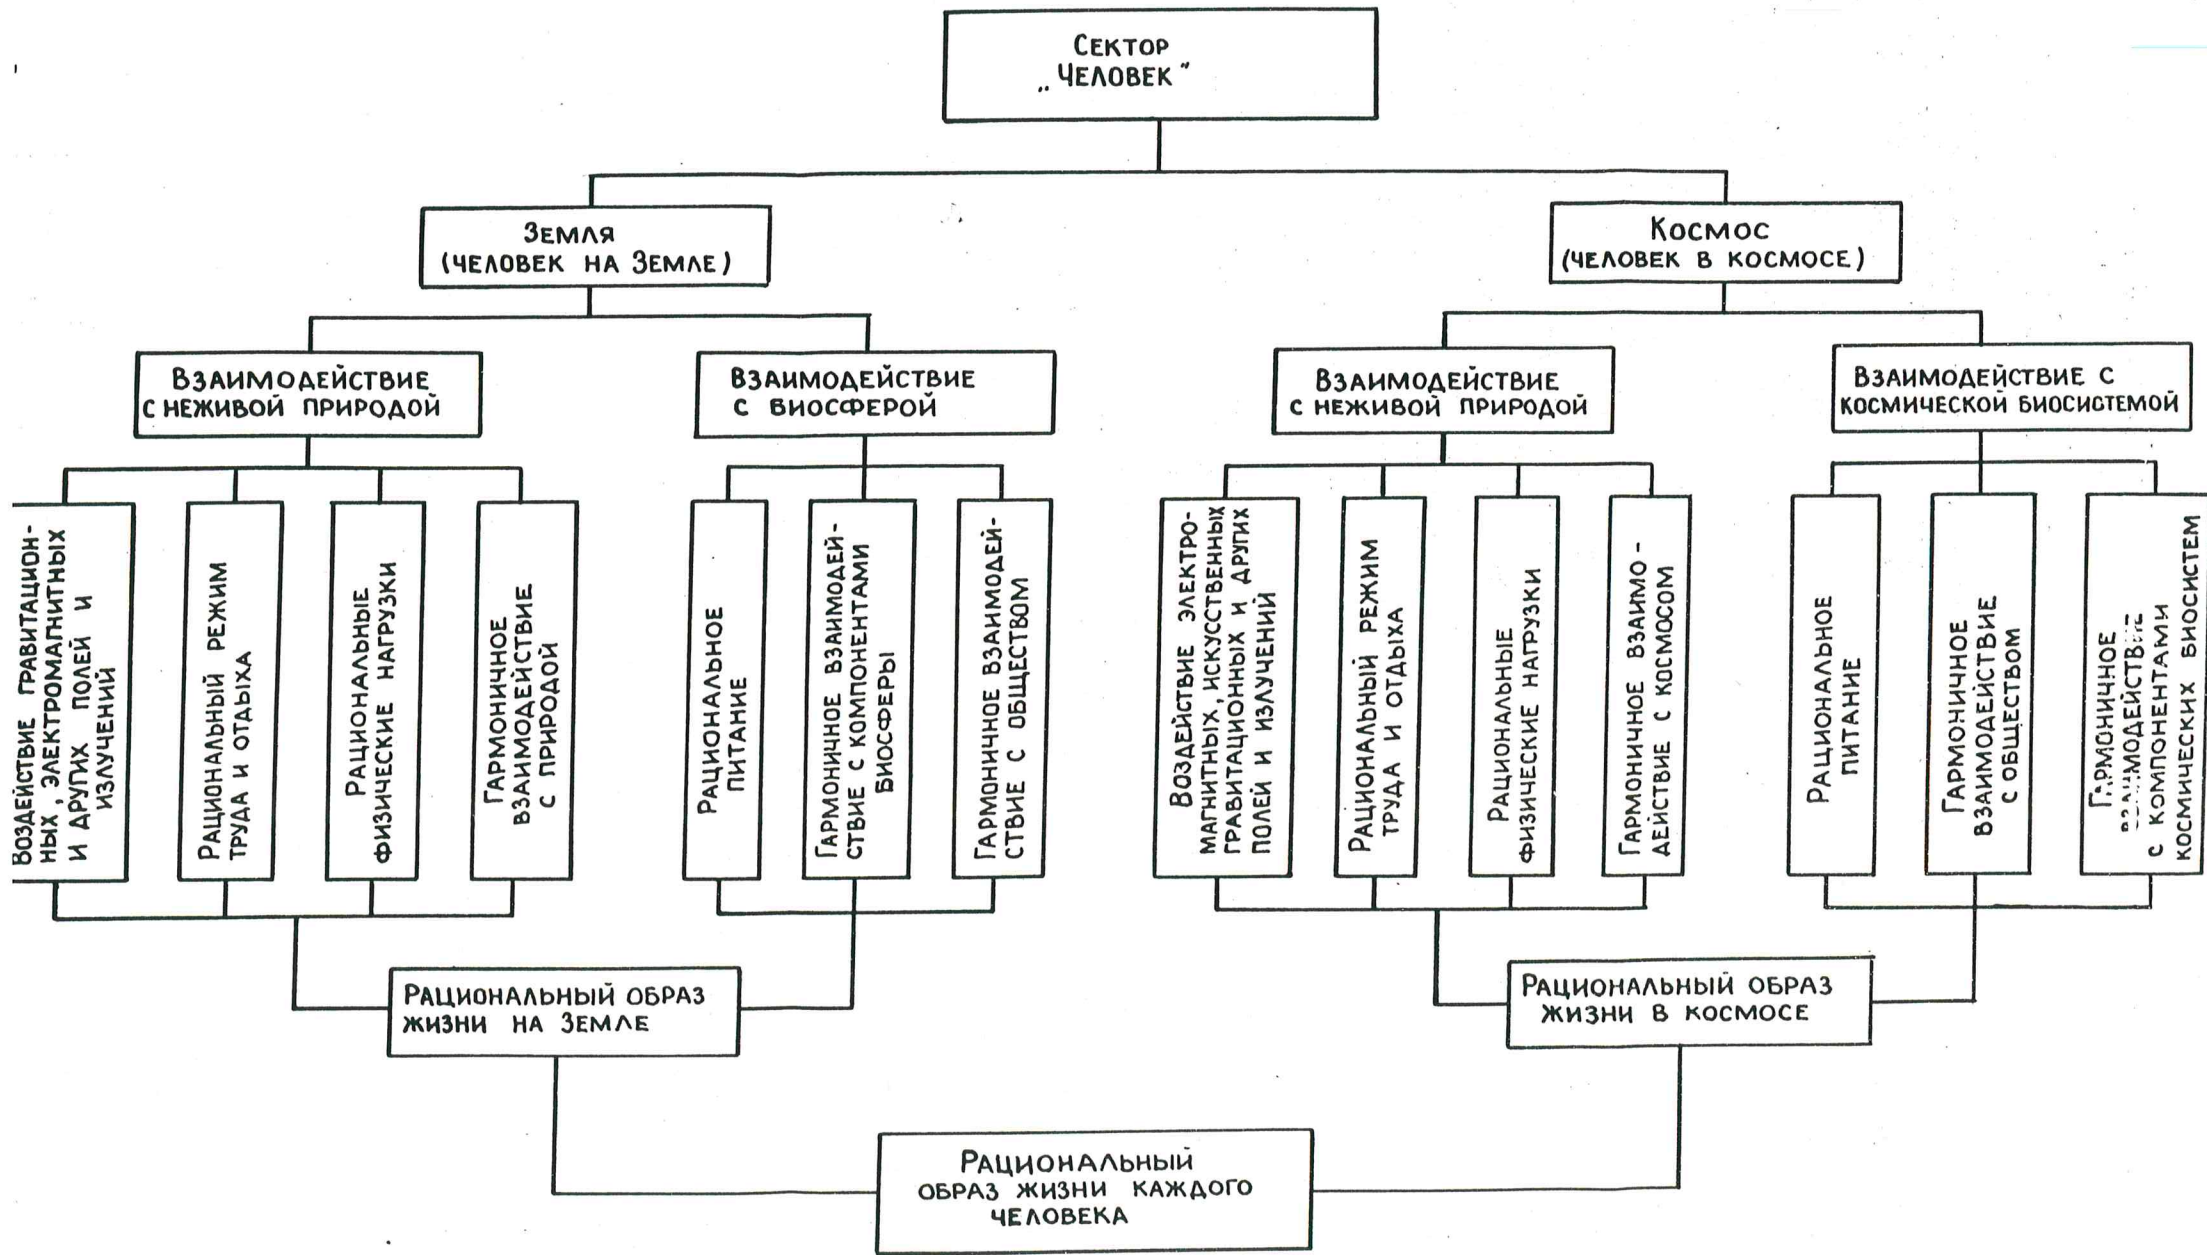 Сектор
„Человек“
Земля
(человек на Земле)
Космос
(человек в космосе)
Взаимодействие
с неживой природой
Взаимодействие
с биосферой
Взаимодействие
с неживой природой
Взаимодействие с
космической биосистемой
Воздействие гравитацион-
ных, электромагнитных
и других полей и
излучений
Рациональный режим
труда и отдыха
Рациональные
физические нагрузки
Гармоничное
взаимодействие
с природой
Рациональное
питание
Гармоничное взаимодей-
ствие с компонентами
биосферы
Гармоничное взаимодей-
ствие с обществом
Воздействие электро-
магнитных, искусственных
гравитационных и других
полей и излучений
Рациональный режим
труда и отдыха
Рациональные
физические нагрузки
Гармоничное взаимо-
действие с космосом
Рациональное
питание
Гармоничное
взаимодействие
с обществом
Гармоничное
взаимодействие
с компонентами
космических биосистем
Рациональный образ
жизни на Земле
Рациональный образ
жизни в космосе
Рациональный
образ жизни каждого
человека